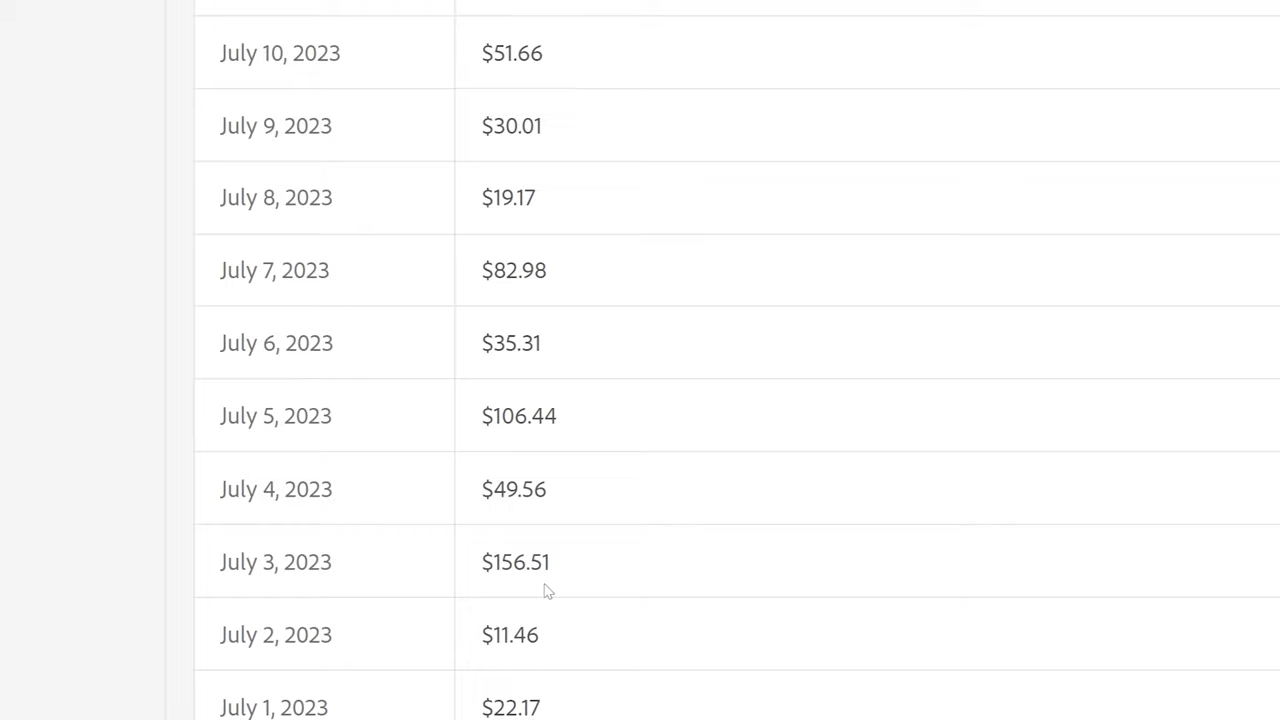 July 10, 2023 $51.66
July 9, 2023 $30.01
July 8, 2023 $19.17
July 7, 2023 $82.98
July 6, 2023 $35.31
July 5, 2023 $106.44
July 4, 2023 $49.56
July 3, 2023 $156.51
July 2, 2023 $11.46
July 1, 2023 $22.17